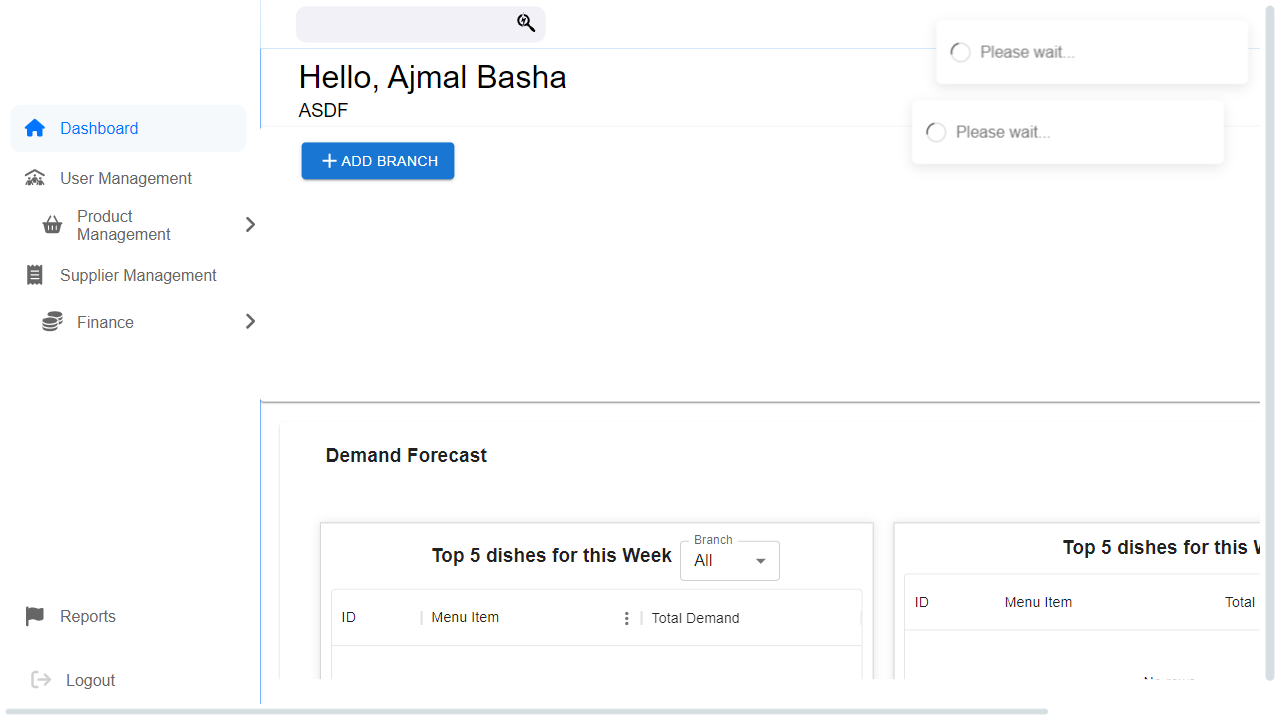 Please wait...
Hello, Ajmal Basha
ASDF
Please wait...
Dashboard
ADD BRANCH
User Management
Product
Management
Supplier Management
Finance
Demand Forecast
Top 5 dishes for this Week
Branch
All
Top 5 dishes for this
ID
Menu Item
Total Demand
ID
Menu Item
Total
Reports
Logout